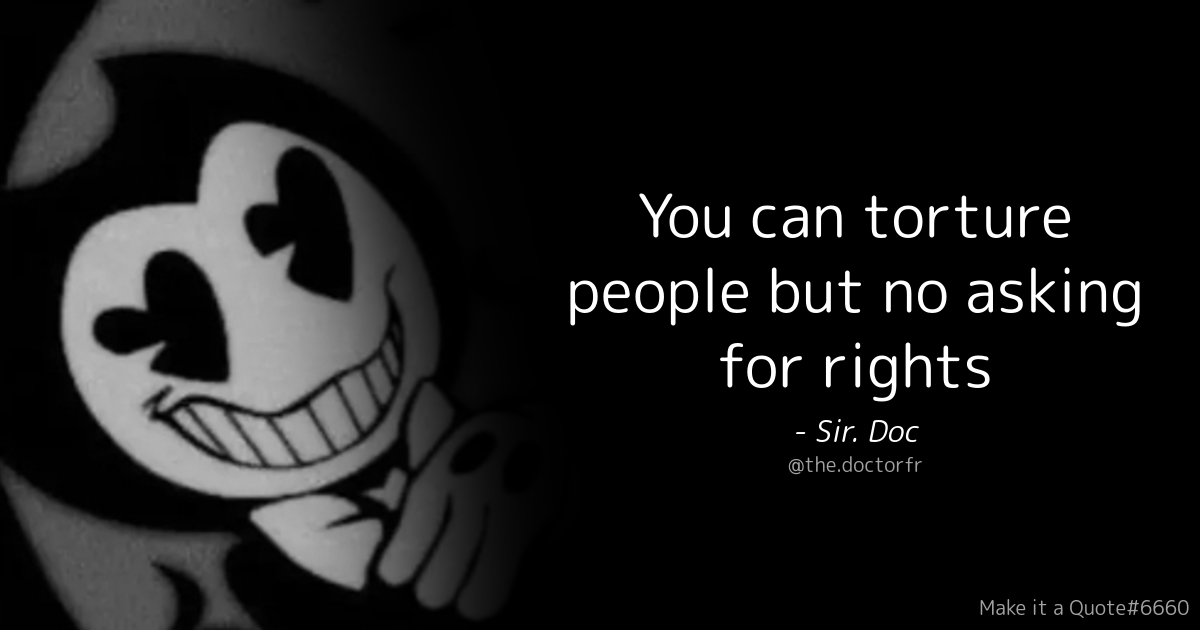 You can torture
people but no asking
for rights
- Sir. Doc
@the.doctorfr
Make it a Quote#6660